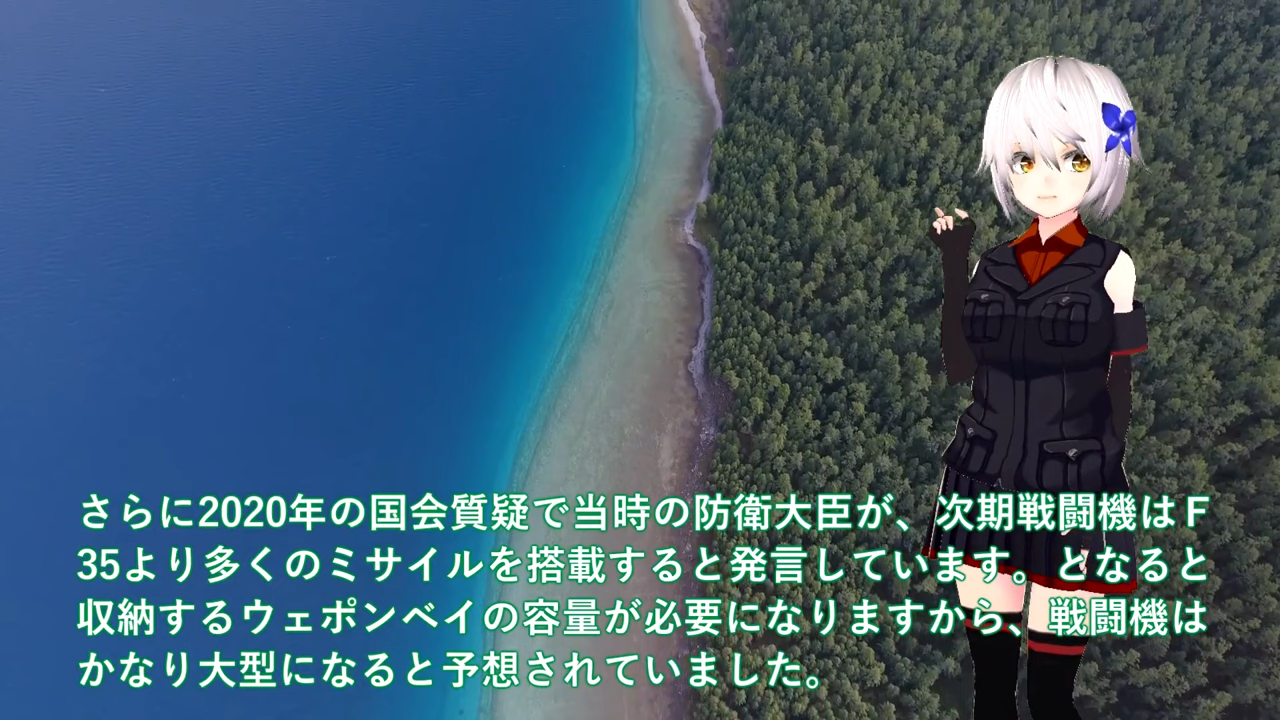 さらに2020年の国会質疑で当時の防衛大臣が、次期戦闘機はＦ
35より多くのミサイルを搭載すると発言しています。となると
収納するウェポンベイの容量が必要になりますから、戦闘機は
かなり大型になると予想されていました。